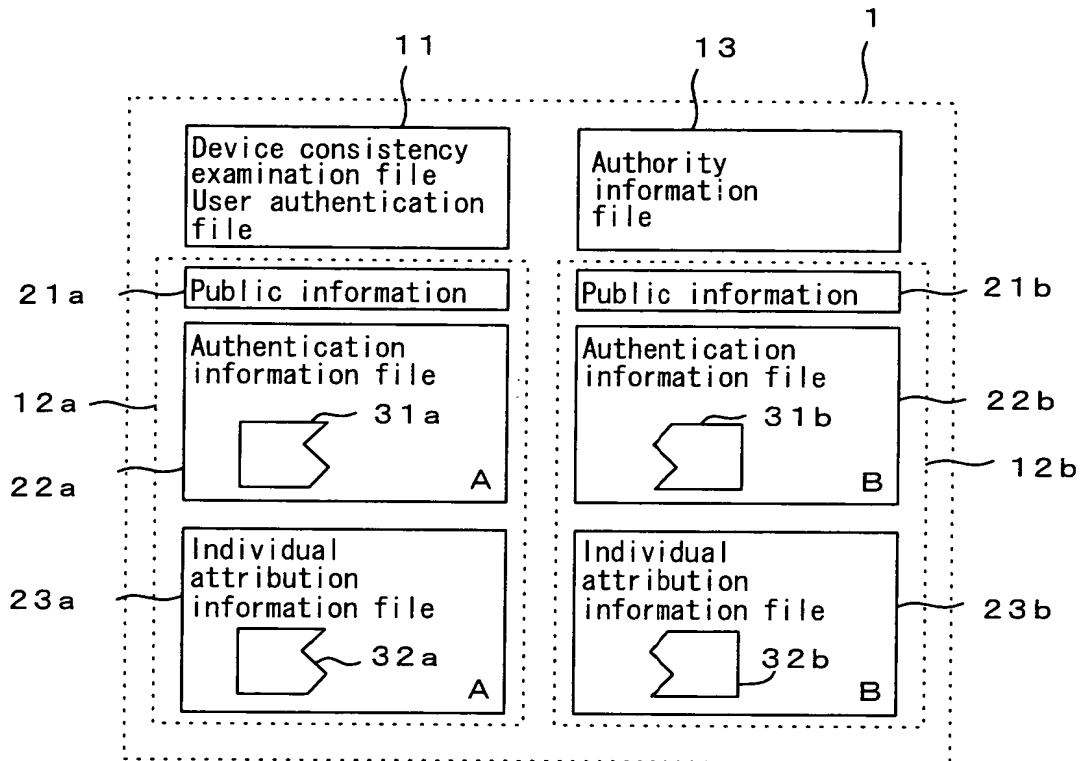 1
11
13
Device consistency
examination file
User authentication
file
Authority
information
file
21a
Public information
Public information
21b
Authentication
information file
Authentication
information file
12a
31a
31b
22b
22a
A
B
12b
Individual
attribution
information file
Individual
attribution
information file
23a
23b
32a
32b
A
B